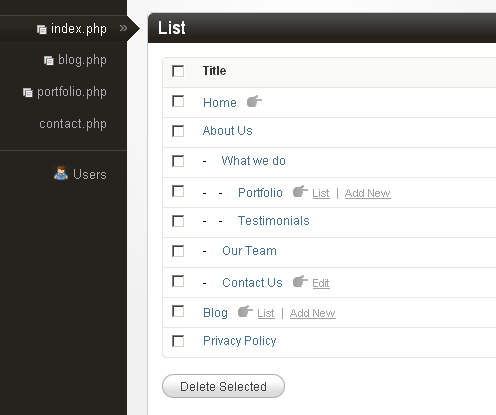 index.php »
blog.php
portfolio.php
contact.php
Users
List
Title
Home
About Us
- What we do
- - Portfolio List | Add New
- - Testimonials
- Our Team
- Contact Us Edit
Blog List | Add New
Privacy Policy
Delete Selected